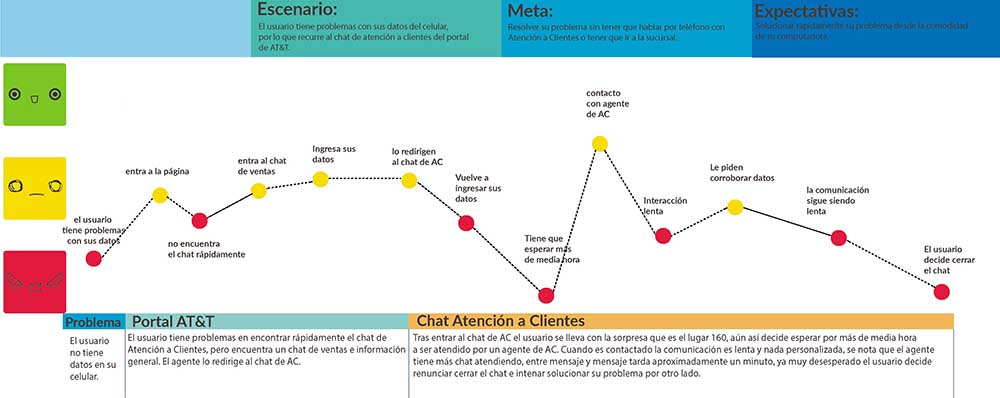 Escenario:
El usuario tiene problemas con sus datos del celular,
por lo que recurre al chat de atención a clientes del portal
de AT&T.
Meta:
Resolver su problema sin tener que hablar por teléfono con
Atención a Clientes o tener que ir a la sucursal.
Expectativas:
Solucionar rapidamente su problema desde la comodidad
de su computadora.
el usuario
tiene problemas
con sus datos
entra a la página
no encuentra
el chat rápidamente
entra al chat
de ventas
Ingresa sus
datos
lo redirigen
al chat de AC
Vuelve a
ingresar sus
datos
Tiene que
esperar más
de media hora
contacto
con agente
de AC
Interacción
lenta
Le piden
corroborar datos
la comunicación
sigue siendo
lenta
El usuario
decide cerrar
el chat
Problema
El usuario
no tiene
datos en su
celular.
Portal AT&T
El usuario tiene problemas en encontrar rápidamente el chat de
Atención a Clientes, pero encuentra un chat de ventas e información
general. El agente lo redirige al chat de AC.
Chat Atención a Clientes
Tras entrar al chat de AC el usuario se lleva con la sorpresa que es el lugar 160, aún así decide esperar por más de media hora
a ser atendido por un agente de AC. Cuando es contactado la comunicación es lenta y nada personalizada, se nota que el agente
tiene más chat atendiendo, entre mensaje y mensaje tarda aproximadamente un minuto, ya muy desesperado el usuario decide
renunciar cerrar el chat e intenar solucionar su problema por otro lado.